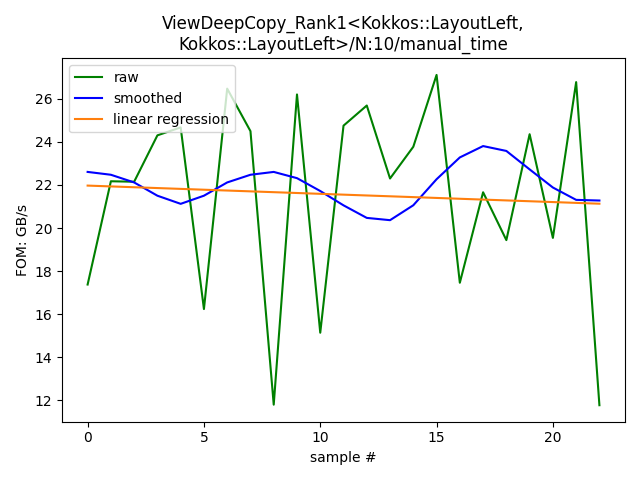 ViewDeepCopy_Rank1<Kokkos::LayoutLeft,
Kokkos::LayoutLeft>/N:10/manual_time
raw
smoothed
linear regression
FOM: GB/s
26
24
22
20
18
16
14
12
0
5
10
15
20
sample #